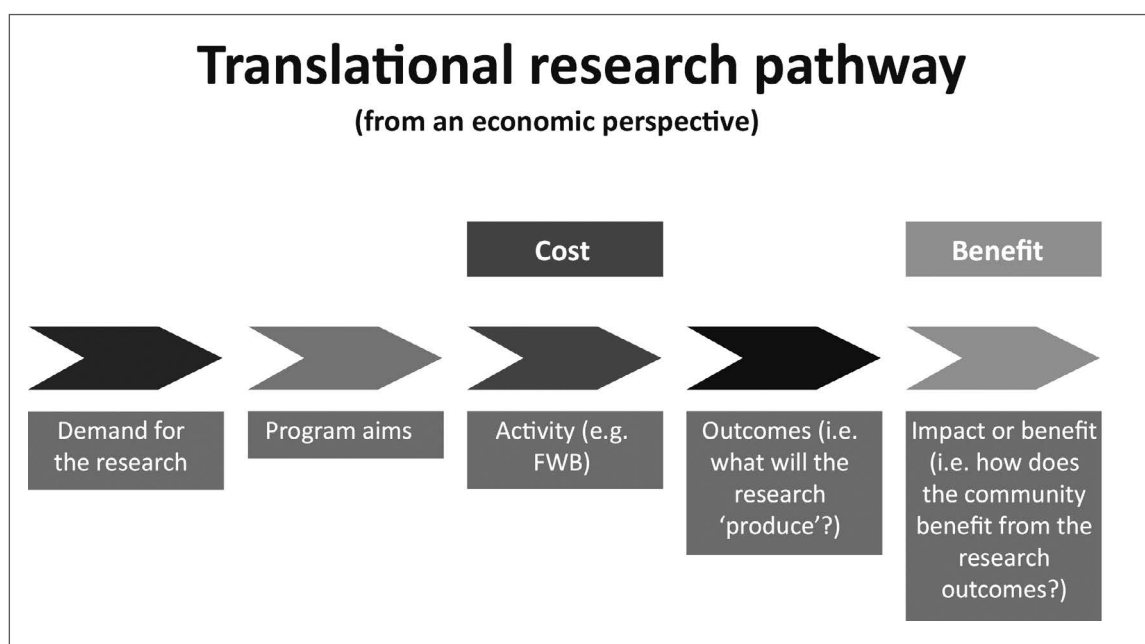 Translational research pathway
(from an economic perspective)
Cost
Benefit
Demand for
the research
Program aims
Activity (e.g.
FWB)
Outcomes (i.e.
what will the
research
‘produce’?)
Impact or benefit
(i.e. how does
the community
benefit from the
research
outcomes?)